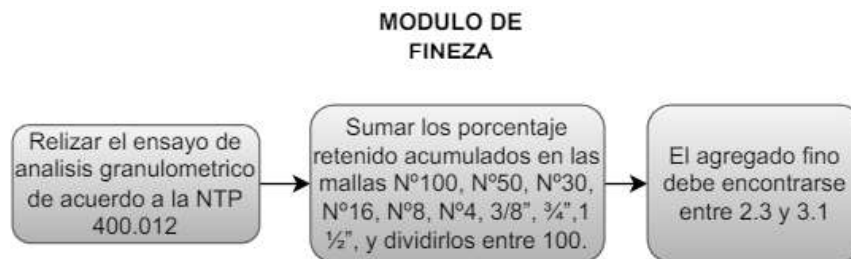 MODULO DE
FINEZA
Relizar el ensayo de
analisis granulometrico
de acuerdo a la NTP
400.012
Sumar los porcentaje
retenido acumulados en las
mallas Nº100, Nº50, Nº30,
Nº16, Nº8, Nº4, 3/8”, ¾”,1
½”, y dividirlos entre 100.
El agregado fino
debe encontrarse
entre 2.3 y 3.1